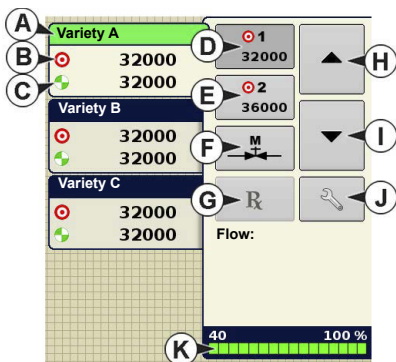 A Variety A
B 32000
C 32000
Variety B
32000
32000
Variety C
32000
32000
D 1
32000
E 2
36000
F M
G Rx
H
I
J
Flow:
40 100 %
K